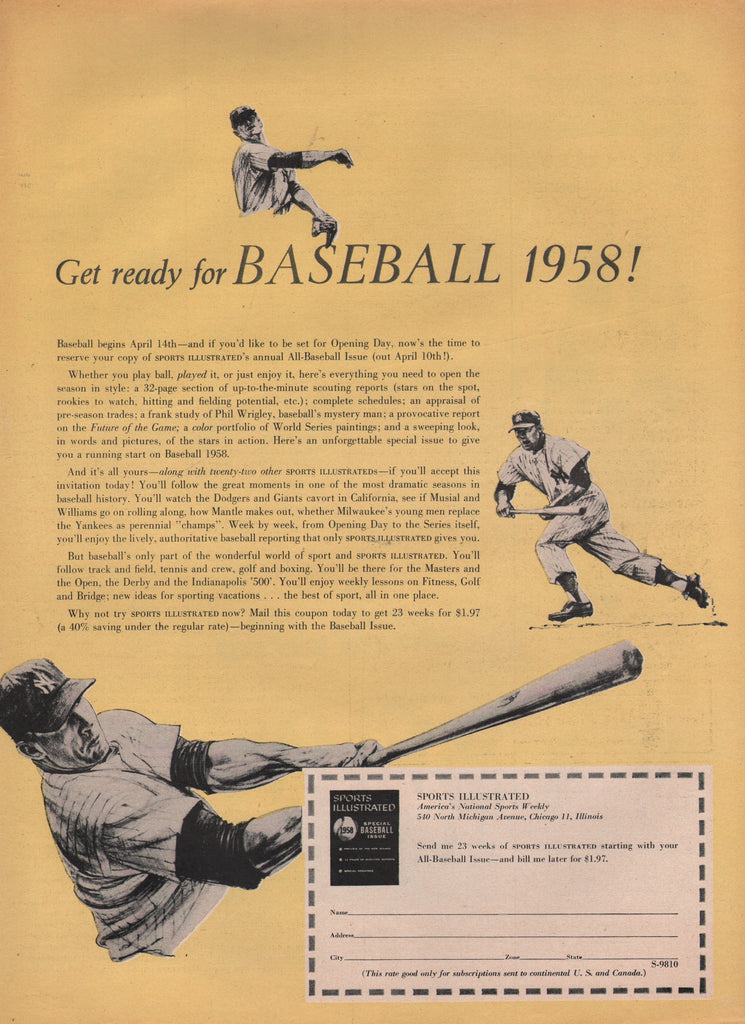 Get ready for BASEBALL 1958!
Baseball begins April 14th—and if you'd like to be set for Opening Day, now's the time to
reserve your copy of SPORTS ILLUSTRATED's annual All-Baseball Issue (out April 10th!).
Whether you play ball, played it, or just enjoy it, here's everything you need to open the
season in style: a 32-page section of up-to-the-minute scouting reports (stars on the spot,
rookies to watch, hitting and fielding potential, etc.); complete schedules; an appraisal of
pre-season trades; a frank study of Phil Wrigley, baseball's mystery man; a provocative report
on the Future of the Game; a color portfolio of World Series paintings; and a sweeping look,
in words and pictures, of the stars in action. Here's an unforgettable special issue to give
you a running start on Baseball 1958.
And it's all yours—along with twenty-two other SPORTS ILLUSTRATEDS—if you'll accept this
invitation today! You'll follow the great moments in one of the most dramatic seasons in
baseball history. You'll watch the Dodgers and Giants cavort in California, see if Musial and
Williams go on rolling along, how Mantle makes out, whether Milwaukee's young men replace
the Yankees as perennial "champs". Week by week, from Opening Day to the Series itself,
you'll enjoy the lively, authoritative baseball reporting that only SPORTS ILLUSTRATED gives you.
But baseball's only part of the wonderful world of sport and SPORTS ILLUSTRATED. You'll
follow track and field, tennis and crew, golf and boxing. You'll be there for the Masters and
the Open, the Derby and the Indianapolis '500'. You'll enjoy weekly lessons on Fitness, Golf
and Bridge; new ideas for sporting vacations . . . the best of sport, all in one place.
Why not try SPORTS ILLUSTRATED now? Mail this coupon today to get 23 weeks for $1.97
(a 40% saving under the regular rate)—beginning with the Baseball Issue.
SPORTS
ILLUSTRATED
SPECIAL
1958 BASEBALL
ISSUE
SPORTS ILLUSTRATED
America's National Sports Weekly
540 North Michigan Avenue, Chicago 11, Illinois
Send me 23 weeks of SPORTS ILLUSTRATED starting with your
All-Baseball Issue—and bill me later for $1.97.
Name
Address
City Zone State
S-9810
(This rate good only for subscriptions sent to continental U. S. and Canada.)